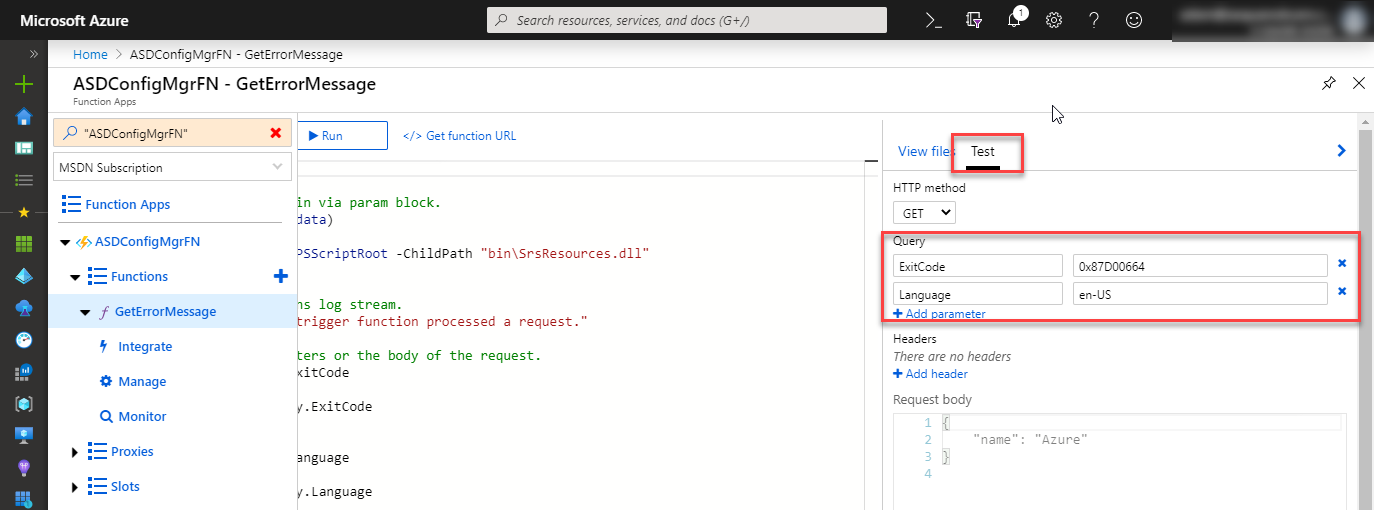 Microsoft Azure
Search resources, services, and docs (G+/)
1
Home > ASDConfigMgrFN - GetErrorMessage
ASDConfigMgrFN - GetErrorMessage
Function Apps
"ASDConfigMgrFN"
MSDN Subscription
Function Apps
ASDConfigMgrFN
Functions
GetErrorMessage
Integrate
Manage
Monitor
Proxies
Slots
Run
</> Get function URL
in via param block.
data)
PSScriptRoot -ChildPath "bin\SrsResources.dll"
ns log stream.
trigger function processed a request."
ters or the body of the request.
xitCode
y.ExitCode
anguage
y.Language
View files
Test
HTTP method
GET
Query
ExitCode 0x87D00664
Language en-US
+ Add parameter
Headers
There are no headers
+ Add header
Request body
1 {
2 "name": "Azure"
3 }
4